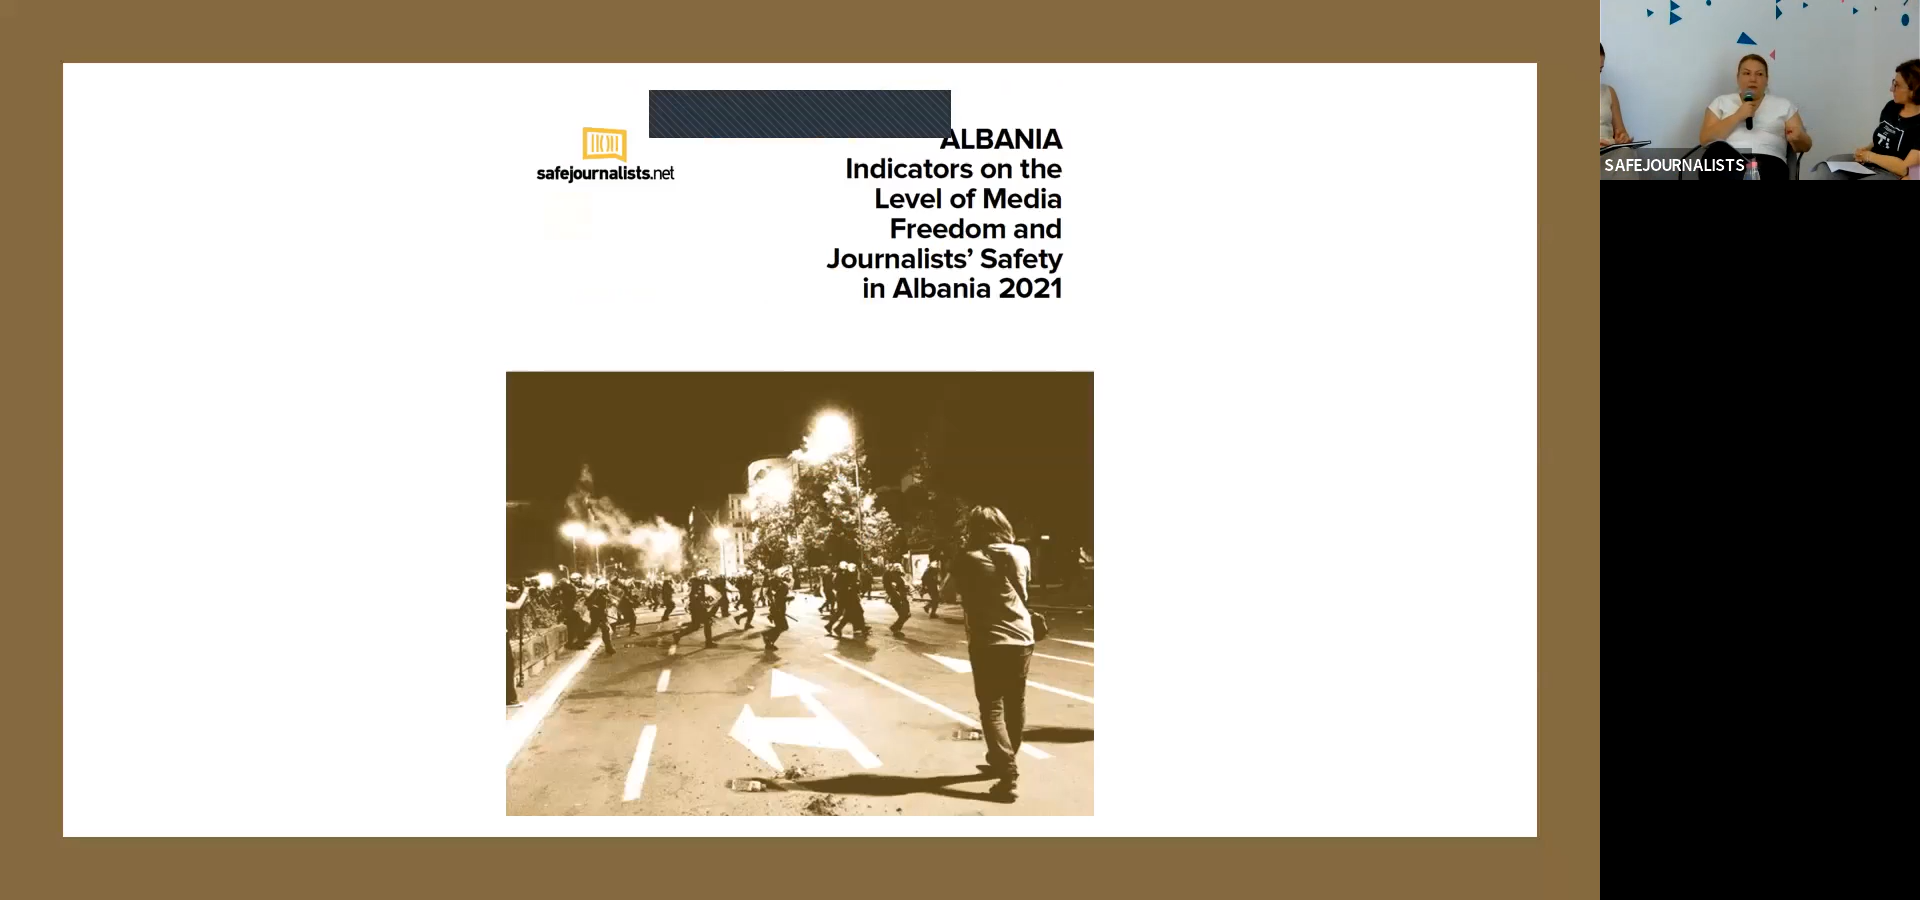 safejournalists.net
ALBANIA
Indicators on the
Level of Media
Freedom and
Journalists’ Safety
in Albania 2021
SAFEJOURNALISTS